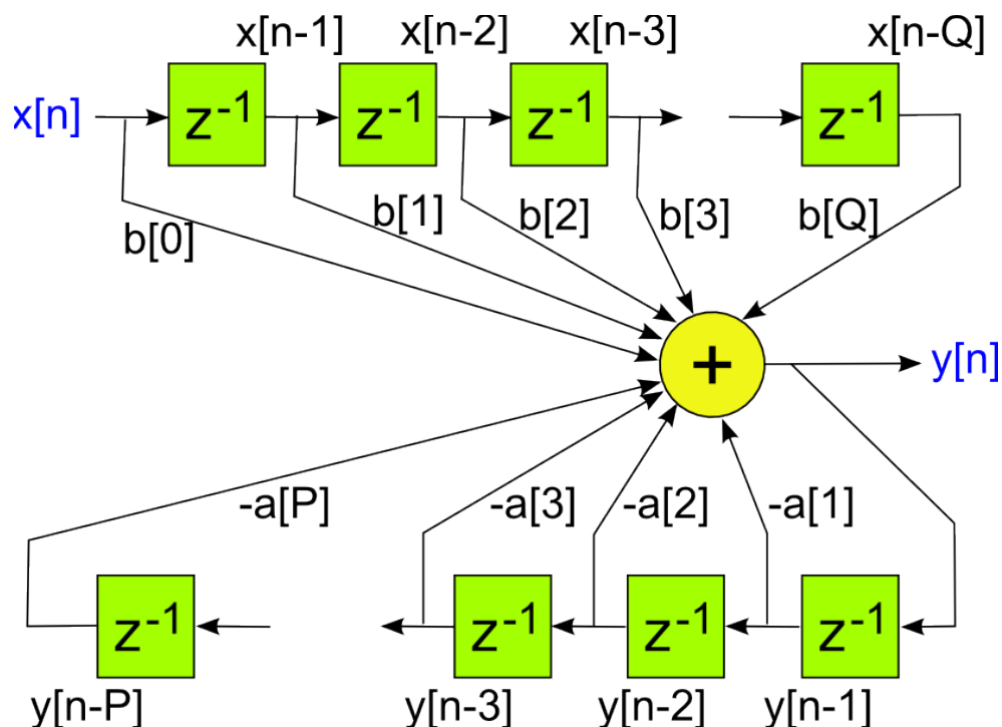 x[n-1] x[n-2] x[n-3] x[n-Q]
x[n] z⁻¹ z⁻¹ z⁻¹ z⁻¹
b[0] b[1] b[2] b[3] b[Q]
+ y[n]
-a[P] -a[3] -a[2] -a[1]
z⁻¹ z⁻¹ z⁻¹ z⁻¹
y[n-P] y[n-3] y[n-2] y[n-1]